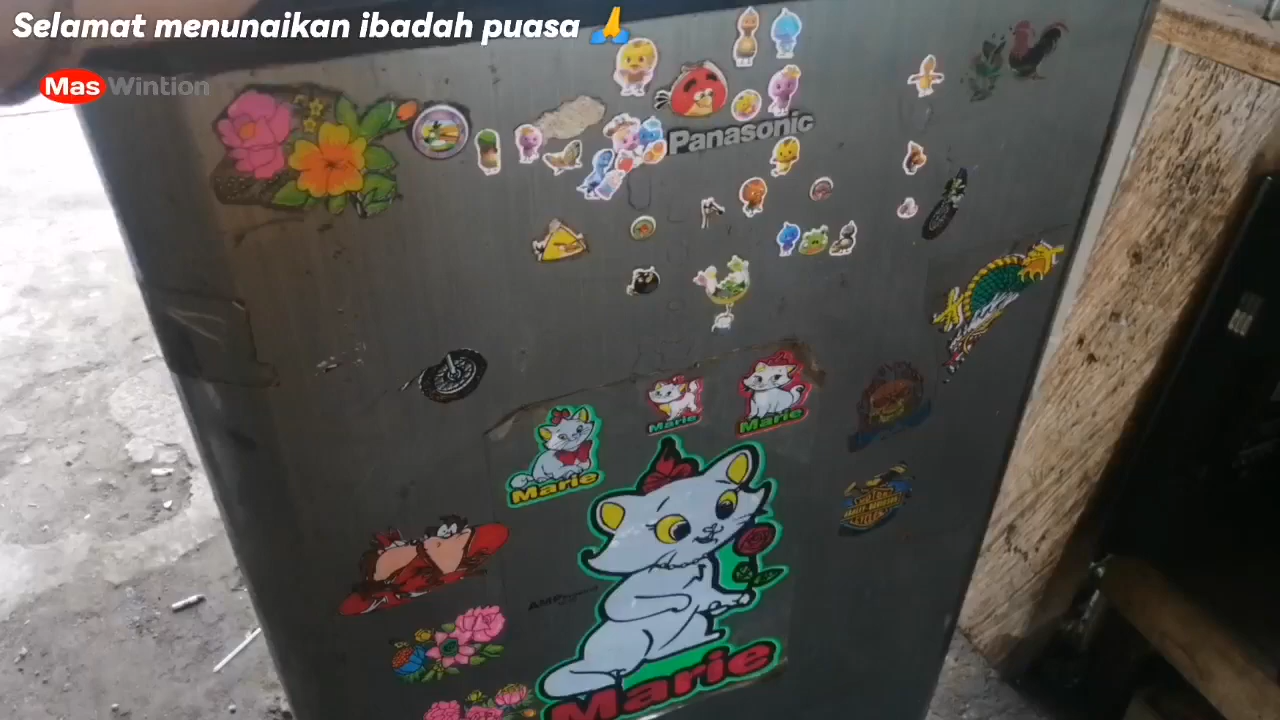 Selamat menunaikan ibadah puasa 🙏
Mas Wintion
Panasonic
Marie
Marie
Marie
Marie